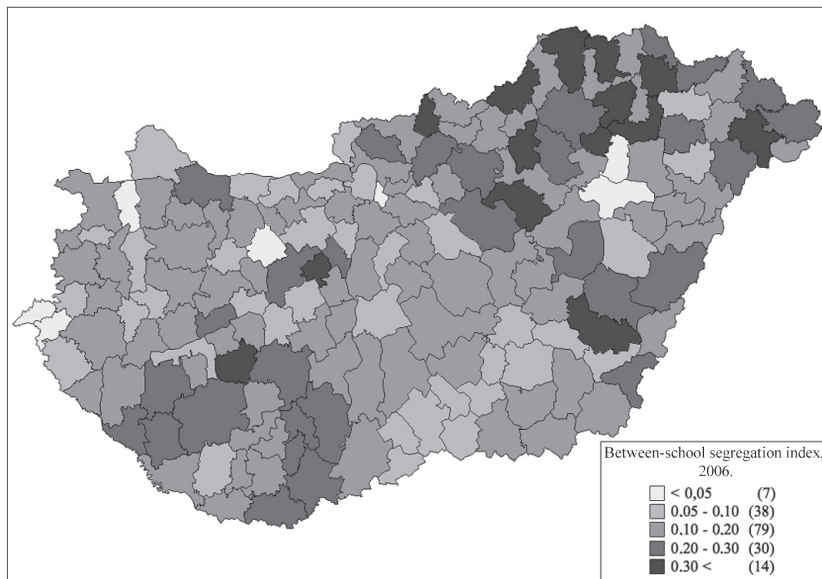 Between-school segregation index,
2006.
< 0,05 (7)
0.05 - 0.10 (38)
0.10 - 0.20 (79)
0.20 - 0.30 (30)
0.30 < (14)